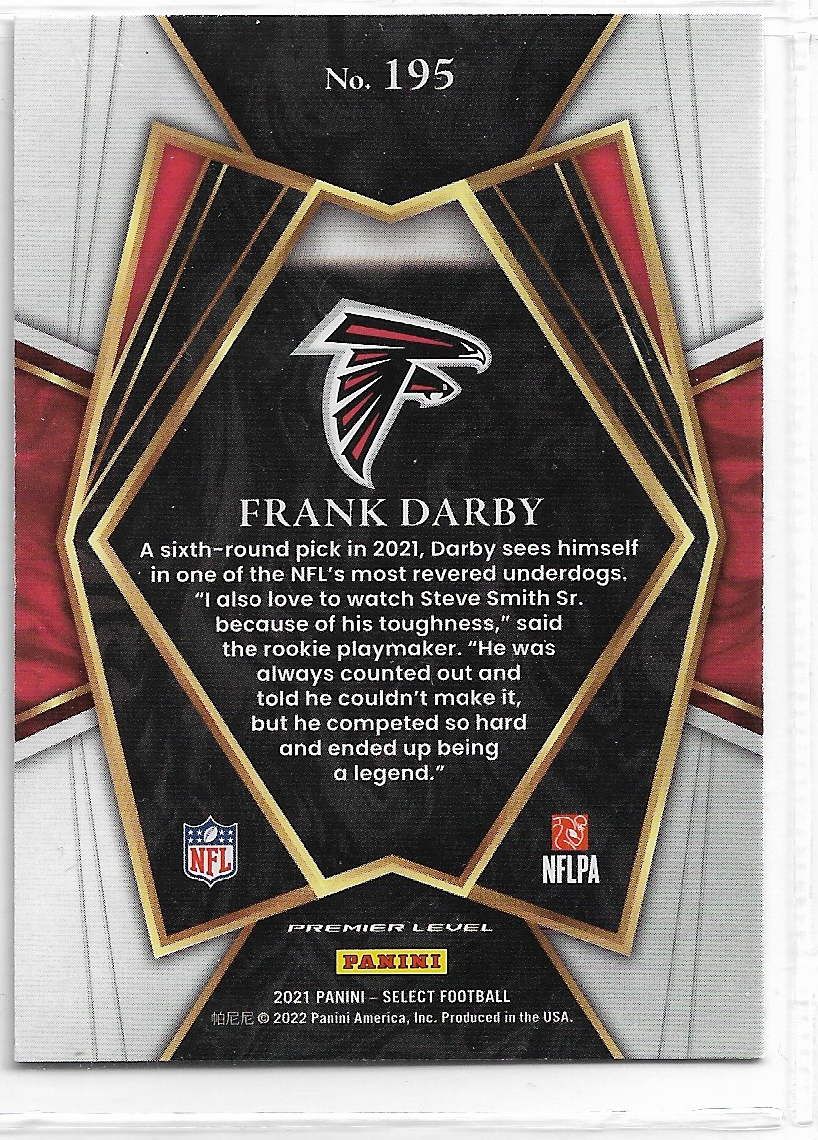 No. 195
FRANK DARBY
A sixth-round pick in 2021, Darby sees himself
in one of the NFL's most revered underdogs.
"I also love to watch Steve Smith Sr.
because of his toughness," said
the rookie playmaker. "He was
always counted out and
told he couldn't make it,
but he competed so hard
and ended up being
a legend."
NFL
NFLPA
PREMIER LEVEL
PANINI
2021 PANINI – SELECT FOOTBALL
帕尼尼 © 2022 Panini America, Inc. Produced in the USA.